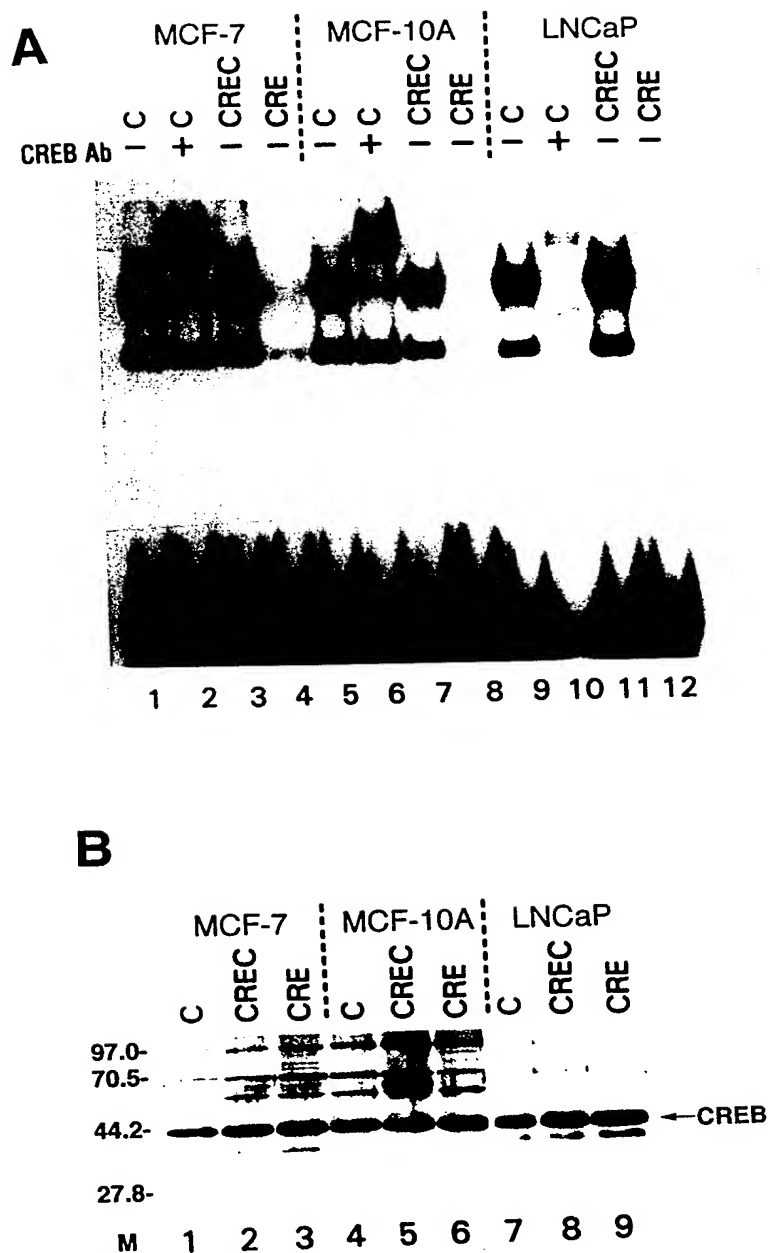 A
MCF-7 MCF-10A LNCaP
C C CREC CRE C C CREC CRE C C CREC CRE
CREB Ab − + − − − + − − − + − −
1 2 3 4 5 6 7 8 9 10 11 12
B
MCF-7 MCF-10A LNCaP
C CREC CRE C CREC CRE C CREC CRE
97.0-
70.5-
44.2-
←CREB
27.8-
M 1 2 3 4 5 6 7 8 9